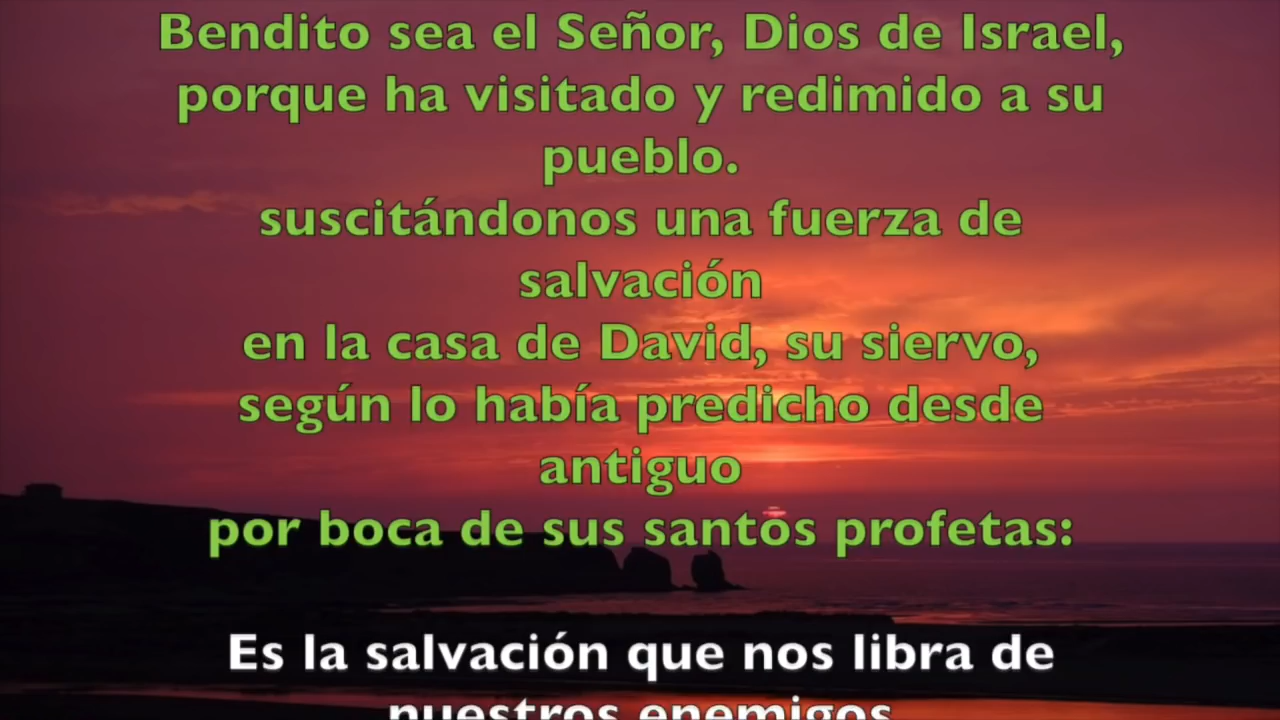 Bendito sea el Señor, Dios de Israel,
porque ha visitado y redimido a su
pueblo.
suscitándonos una fuerza de
salvación
en la casa de David, su siervo,
según lo había predicho desde
antiguo
por boca de sus santos profetas:
Es la salvación que nos libra de
nuestros enemigos